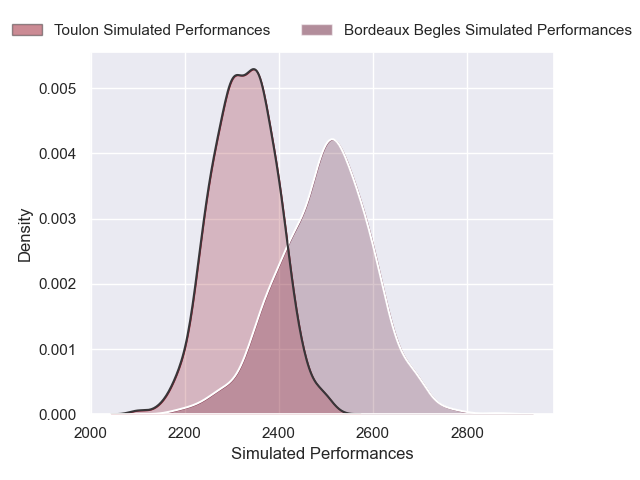 Toulon Simulated Performances
Bordeaux Begles Simulated Performances
0.005
0.004
0.003
0.002
0.001
0.000
Density
2000 2200 2400 2600 2800
Simulated Performances